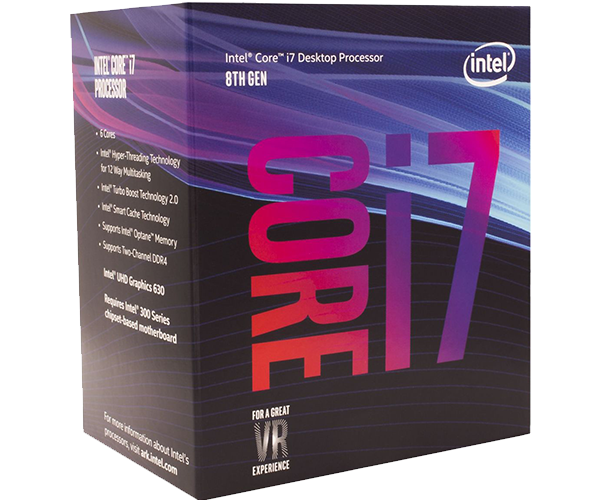 INTEL® CORE™ i7
PROCESSOR
• 6 Cores
• Intel® Hyper-Threading Technology
for 12 Way Multitasking
• Intel® Turbo Boost Technology 2.0
• Intel® Smart Cache Technology
• Supports Intel® Optane™ Memory
• Supports Two-Channel DDR4
Intel® UHD Graphics 630
Requires Intel® 300 Series
chipset-based motherboard
For more information about Intel's
processors, visit ark.intel.com
Intel® Core™ i7 Desktop Processor
8TH GEN
intel®
CORE i7
FOR A GREAT
VR
EXPERIENCE